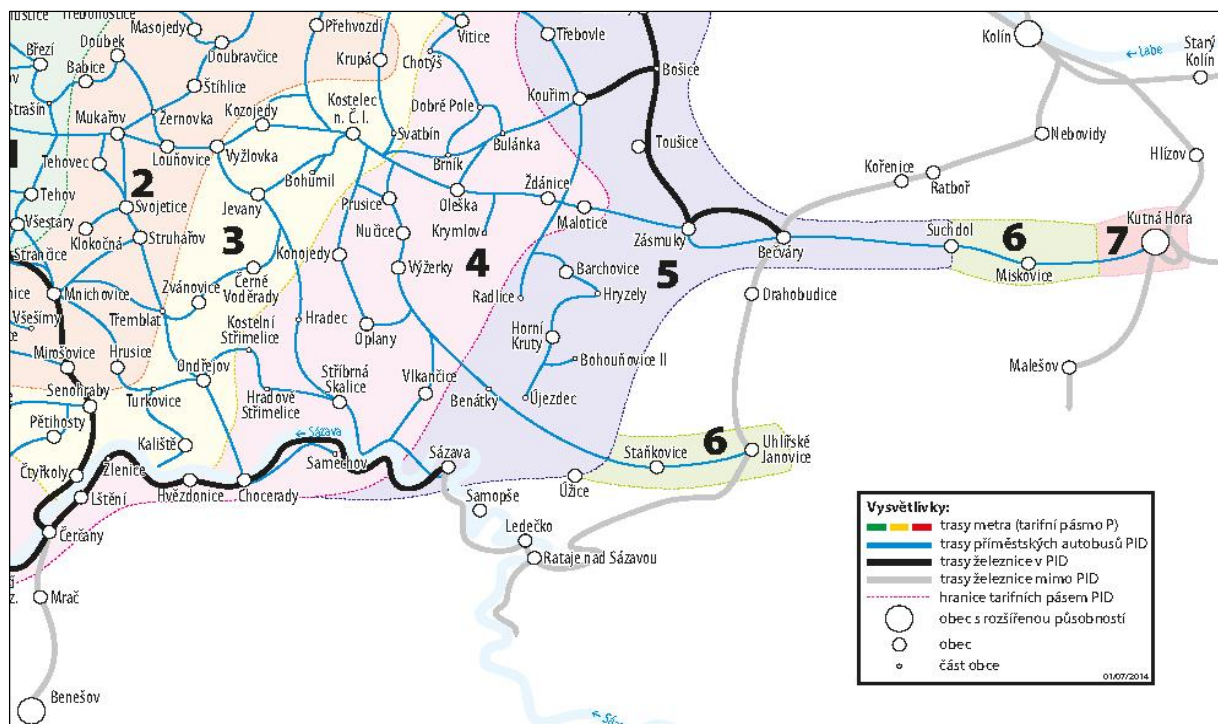 Třebohostice
Březí
Doubek
Babice
Masojedy
Doubravčice
Štíhlice
Přehvozdí
Krupá
Vitice
Chotýš
Třebovle
Bošice
Kolín
← Labe
Starý
Kolín
Strašín
Mukařov
Žernovka
Kozojedy
Kostelec
n. Č. l.
Svatbín
Dobré Pole
Bulánka
Kouřim
Toušice
Nebovidy
Hlízov
1
Tehovec
Louňovice
Vyžlovka
Bohumil
Brník
Kořenice
Ratboř
Tehov
2
Svojetice
Jevany
Prusice
Oleška
Ždánice
Malotice
Všestary
Klokočná
Struhařov
3
Nučice
Krymlov
4
Zásmuky
5
Bečváry
Suchdol
6
Miskovice
Kutná Hora
7
Strančice
Mnichovice
Zvánovice
Černé
Voděrady
Konojedy
Výžerky
Radlice
Barchovice
Hryzely
Drahobudice
Všešímy
Tremblat
Kostelní
Střimelice
Hradec
Oplany
Horní
Kruty
Bohouňovice II
Malešov
Mirošovice
Hrusice
Ondřejov
Stříbrná
Skalice
Vlkančice
Benátky
Újezdec
Senohraby
Turkovice
Hradové
Střimelice
Pětihosty
Kaliště
← Sázava
Samechov
Sázava
6
Staňkovice
Uhlířské
Janovice
Čtyřkoly
Zlenice
Lštění
Hvězdonice
Chocerady
Úžice
Samopše
Ledečko
Rataje nad Sázavou
Čerčany
Mrač
Benešov
Vysvětlivky:
trasy metra (tarifní pásmo P)
trasy příměstských autobusů PID
trasy železnice v PID
trasy železnice mimo PID
hranice tarifních pásem PID
obec s rozšířenou působností
obec
část obce
01/07/2014